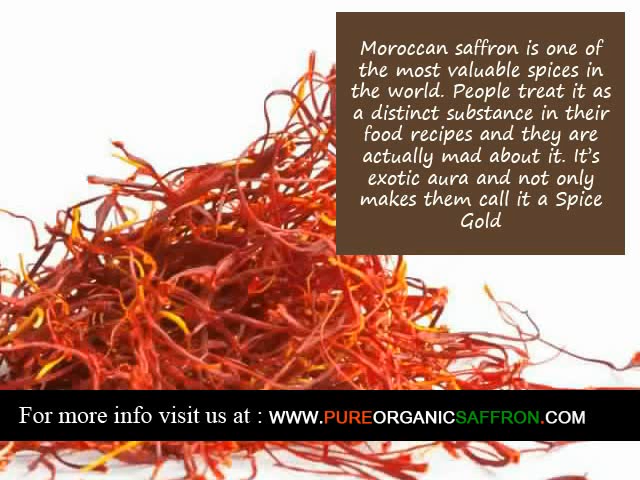 Moroccan saffron is one of
the most valuable spices in
the world. People treat it as
a distinct substance in their
food recipes and they are
actually mad about it. It's
exotic aura and not only
makes them call it a Spice
Gold
For more info visit us at : WWW.PUREORGANICSAFFRON.COM